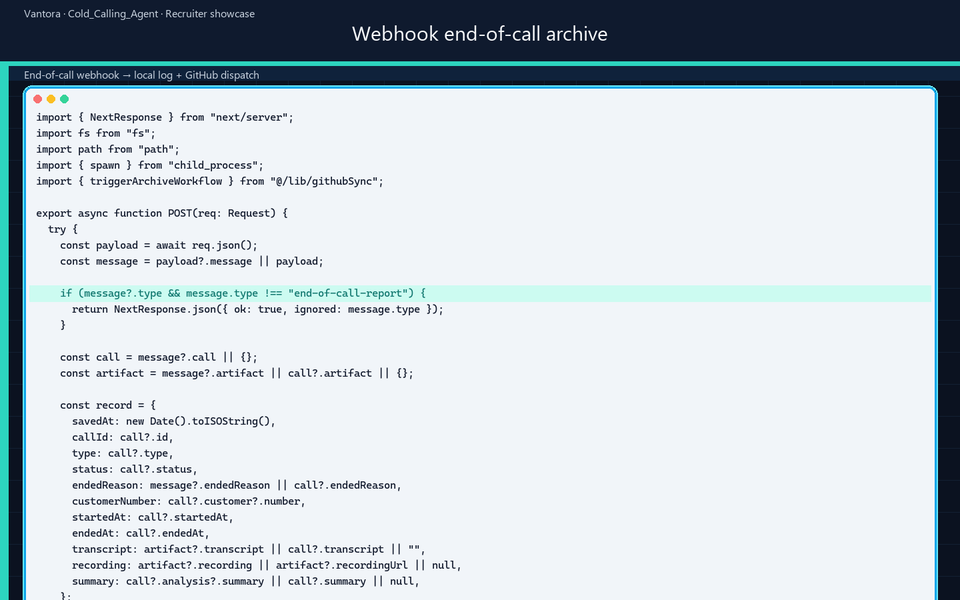 Vantora · Cold_Calling_Agent · Recruiter showcase
Webhook end-of-call archive
End-of-call webhook → local log + GitHub dispatch
import { NextResponse } from "next/server";
import fs from "fs";
import path from "path";
import { spawn } from "child_process";
import { triggerArchiveWorkflow } from "@/lib/githubSync";

export async function POST(req: Request) {
  try {
    const payload = await req.json();
    const message = payload?.message || payload;

    if (message?.type && message.type !== "end-of-call-report") {
      return NextResponse.json({ ok: true, ignored: message.type });
    }

    const call = message?.call || {};
    const artifact = message?.artifact || call?.artifact || {};

    const record = {
      savedAt: new Date().toISOString(),
      callId: call?.id,
      type: call?.type,
      status: call?.status,
      endedReason: message?.endedReason || call?.endedReason,
      customerNumber: call?.customer?.number,
      startedAt: call?.startedAt,
      endedAt: call?.endedAt,
      transcript: artifact?.transcript || call?.transcript || "",
      recording: artifact?.recording || artifact?.recordingUrl || null,
      summary: call?.analysis?.summary || call?.summary || null,
    };